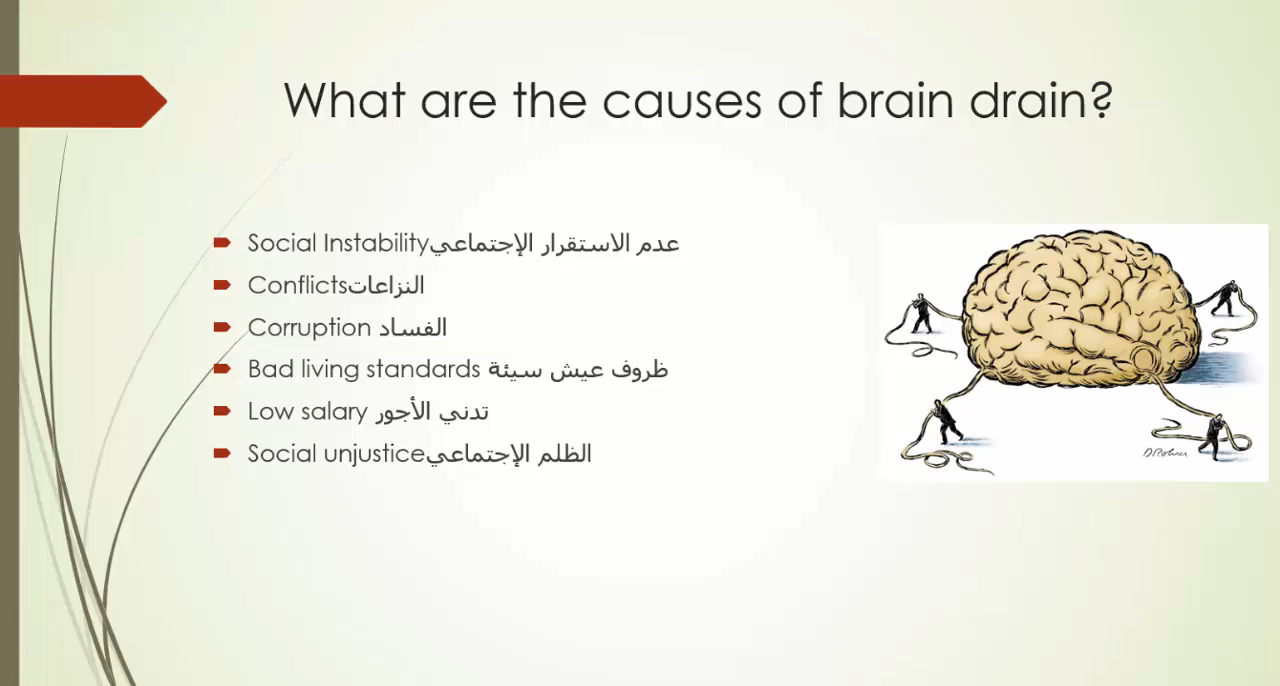 What are the causes of brain drain?
Social Instabilityعدم الاستقرار الإجتماعي
Conflictsالنزاعات
Corruption الفساد
Bad living standards ظروف عيش سيئة
Low salary تدني الأجور
Social unjusticeالظلم الإجتماعي
D Rohrer